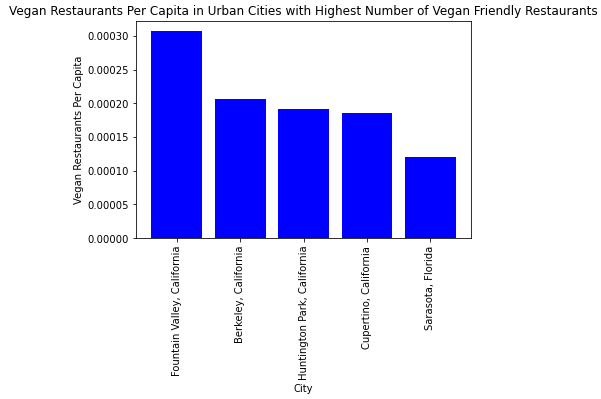 Vegan Restaurants Per Capita in Urban Cities with Highest Number of Vegan Friendly Restaurants
Vegan Restaurants Per Capita
0.00030
0.00025
0.00020
0.00015
0.00010
0.00005
0.00000
Fountain Valley, California
Berkeley, California
Huntington Park, California
Cupertino, California
Sarasota, Florida
City